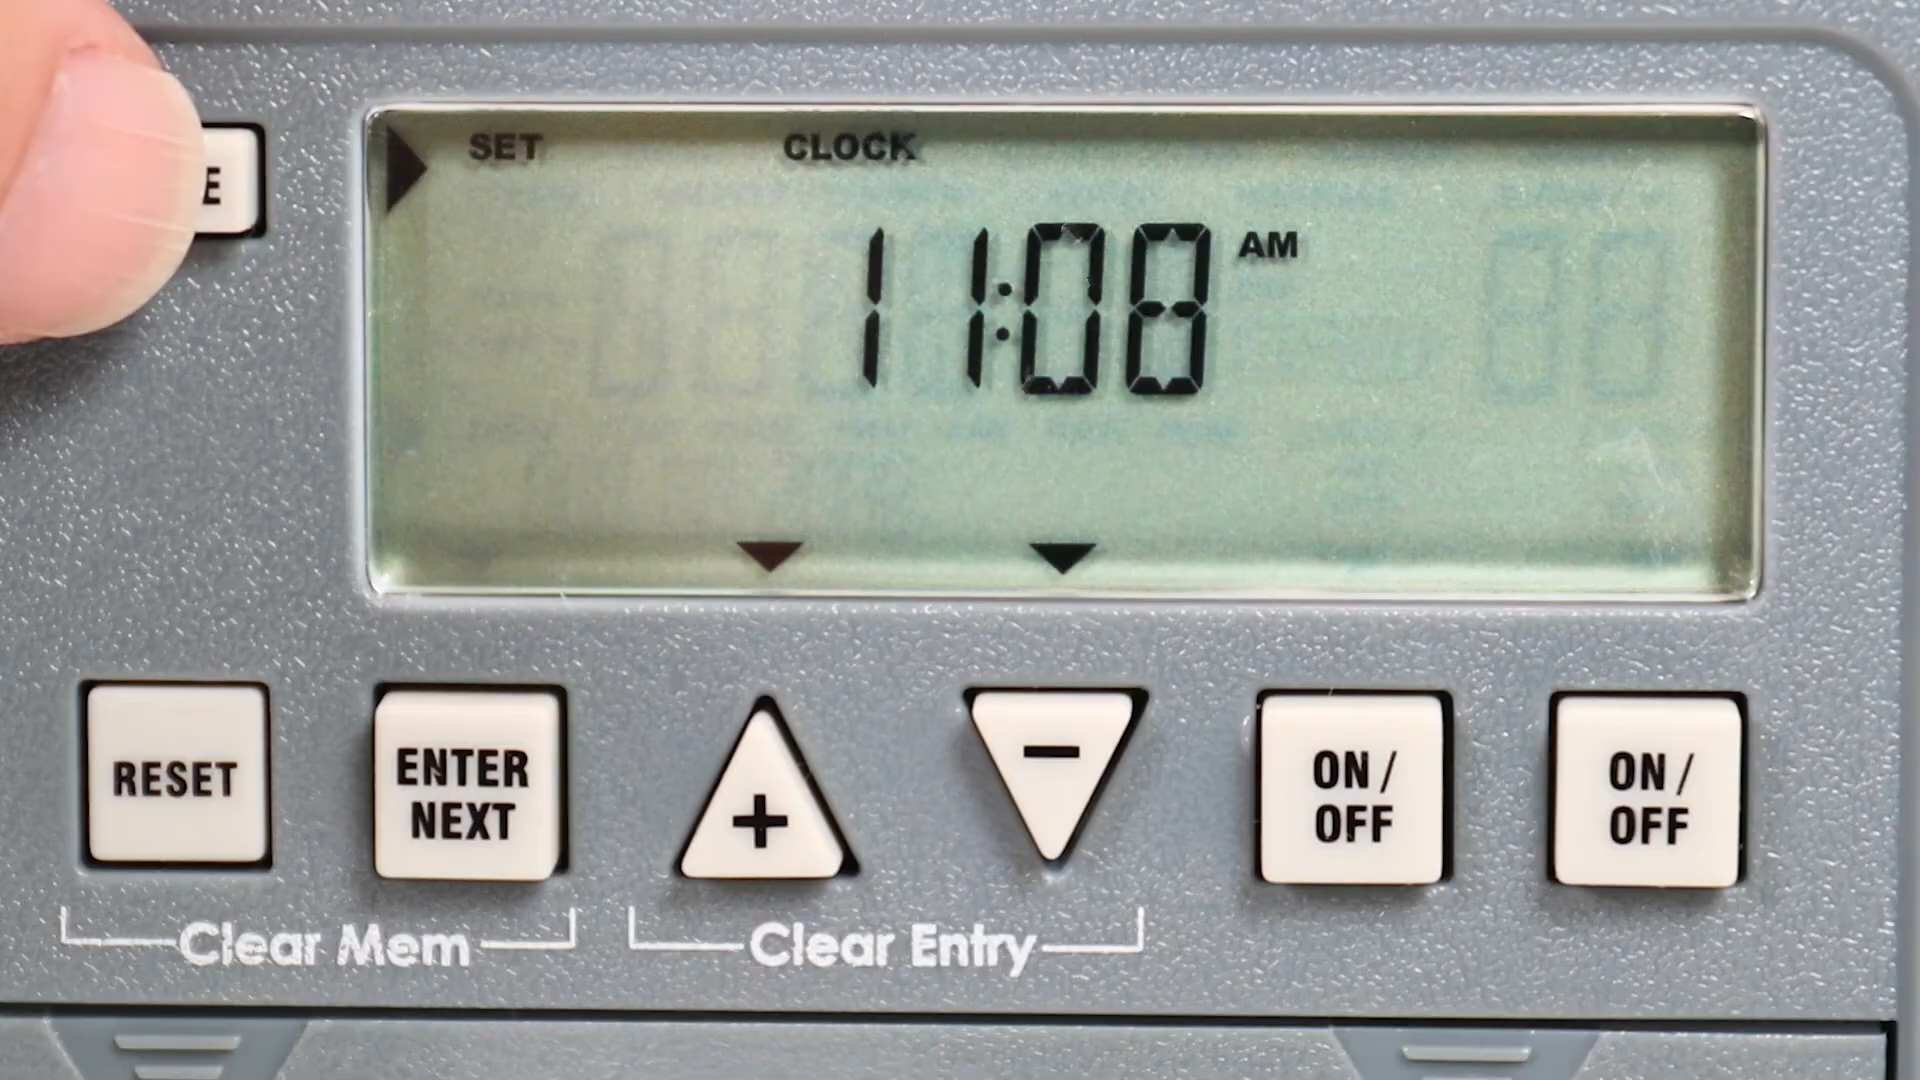 SET CLOCK
11:08 AM
E
RESET
ENTER
NEXT
+
-
ON/
OFF
ON/
OFF
Clear Mem
Clear Entry